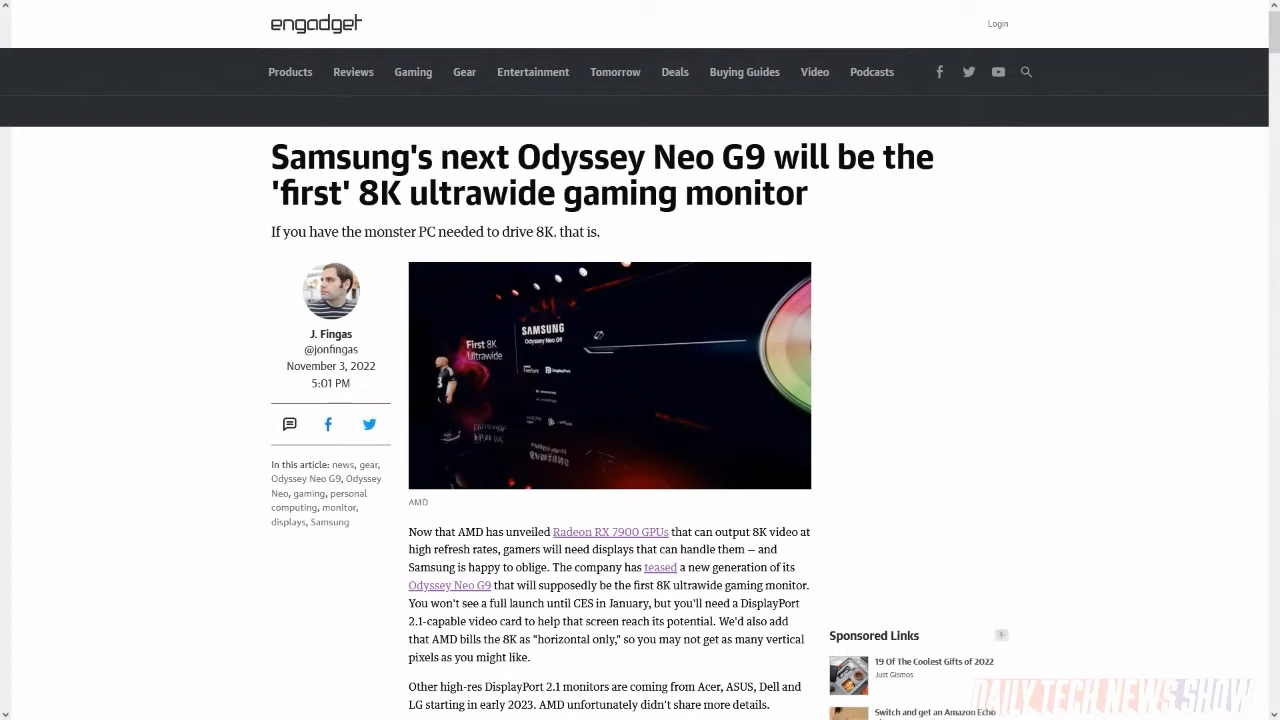 engadget
Login
Products Reviews Gaming Gear Entertainment Tomorrow Deals Buying Guides Video Podcasts
Samsung's next Odyssey Neo G9 will be the
'first' 8K ultrawide gaming monitor
If you have the monster PC needed to drive 8K, that is.
J. Fingas
@jonfingas
November 3, 2022
5:01 PM
In this article: news, gear,
Odyssey Neo G9, Odyssey
Neo, gaming, personal
computing, monitor,
displays, Samsung
First 8K
Ultrawide
SAMSUNG
Odyssey Neo G9
FreeSync DisplayPort
AMD
Now that AMD has unveiled Radeon RX 7900 GPUs that can output 8K video at
high refresh rates, gamers will need displays that can handle them — and
Samsung is happy to oblige. The company has teased a new generation of its
Odyssey Neo G9 that will supposedly be the first 8K ultrawide gaming monitor.
You won't see a full launch until CES in January, but you'll need a DisplayPort
2.1-capable video card to help that screen reach its potential. We'd also add
that AMD bills the 8K as "horizontal only," so you may not get as many vertical
pixels as you might like.
Other high-res DisplayPort 2.1 monitors are coming from Acer, ASUS, Dell and
LG starting in early 2023. AMD unfortunately didn't share more details.
Sponsored Links
19 Of The Coolest Gifts of 2022
Just Gismos
Switch and get an Amazon Echo
DAILY TECH NEWS SHOW